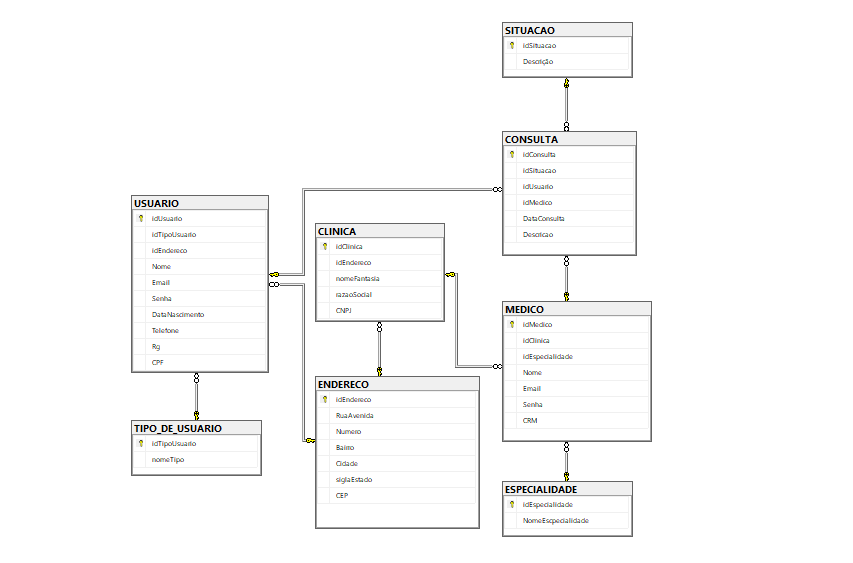 SITUACAO
idSituacao
Descrição
CONSULTA
idConsulta
idSituacao
idUsuario
idMedico
DataConsulta
Descricao
USUARIO
idUsuario
idTipoUsuario
idEndereco
Nome
Email
Senha
DataNascimento
Telefone
Rg
CPF
CLINICA
idClinica
idEndereco
nomeFantasia
razaoSocial
CNPJ
MEDICO
idMedico
idClinica
idEspecialidade
Nome
Email
Senha
CRM
ENDERECO
idEndereco
RuaAvenida
Numero
Bairro
Cidade
siglaEstado
CEP
TIPO_DE_USUARIO
idTipoUsuario
nomeTipo
ESPECIALIDADE
idEspecialidade
NomeEscpecialidade